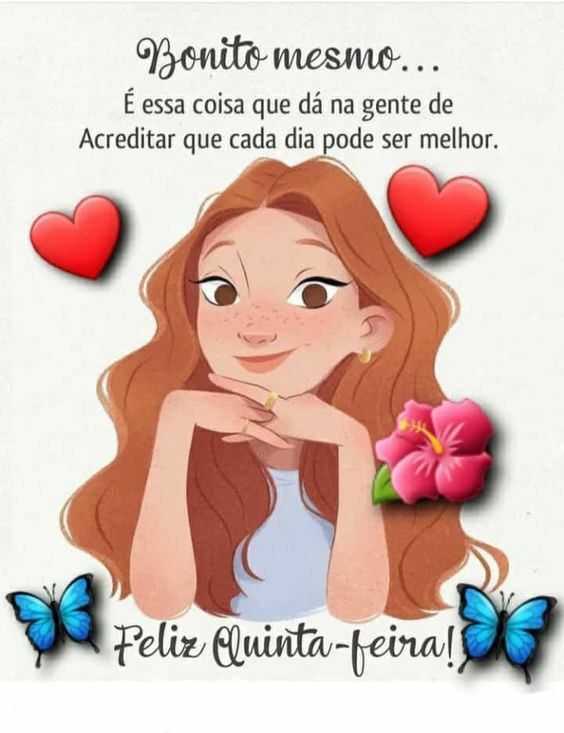 Bonito mesmo...
É essa coisa que dá na gente de
Acreditar que cada dia pode ser melhor.
Feliz Quinta-feira!